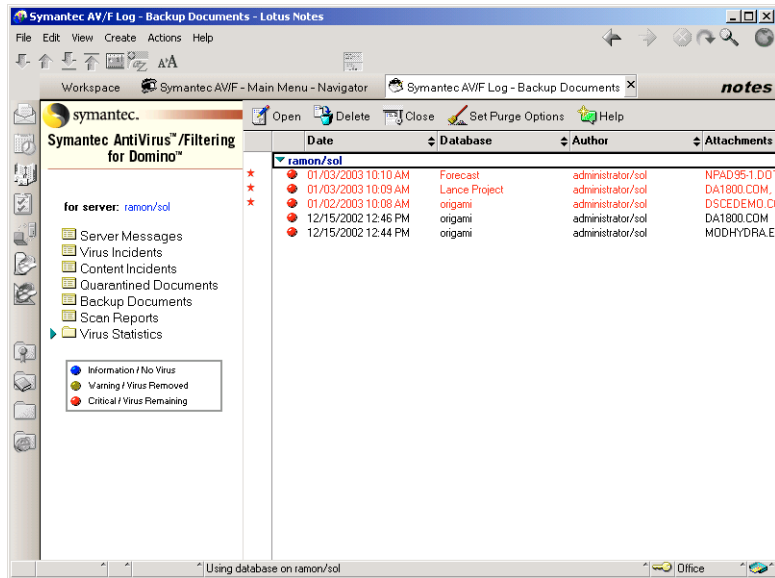 Symantec AV/F Log - Backup Documents - Lotus Notes
File Edit View Create Actions Help
Workspace Symantec AV/F - Main Menu - Navigator Symantec AV/F Log - Backup Documents notes
symantec.
Open Delete Close Set Purge Options Help
Symantec AntiVirus™/Filtering
for Domino™
for server: ramon/sol
Server Messages
Virus Incidents
Content Incidents
Quarantined Documents
Backup Documents
Scan Reports
Virus Statistics
Information / No Virus
Warning / Virus Removed
Critical / Virus Remaining
Date Database Author Attachments
ramon/sol
01/03/2003 10:10 AM Forecast administrator/sol NPAD95-1.DO
01/03/2003 10:09 AM Lance Project administrator/sol DA1800.COM,
01/02/2003 10:08 AM origami administrator/sol DSCEDEMO.C
12/15/2002 12:46 PM origami administrator/sol DA1800.COM
12/15/2002 12:44 PM origami administrator/sol MODHYDRA.E
Using database on ramon/sol Office